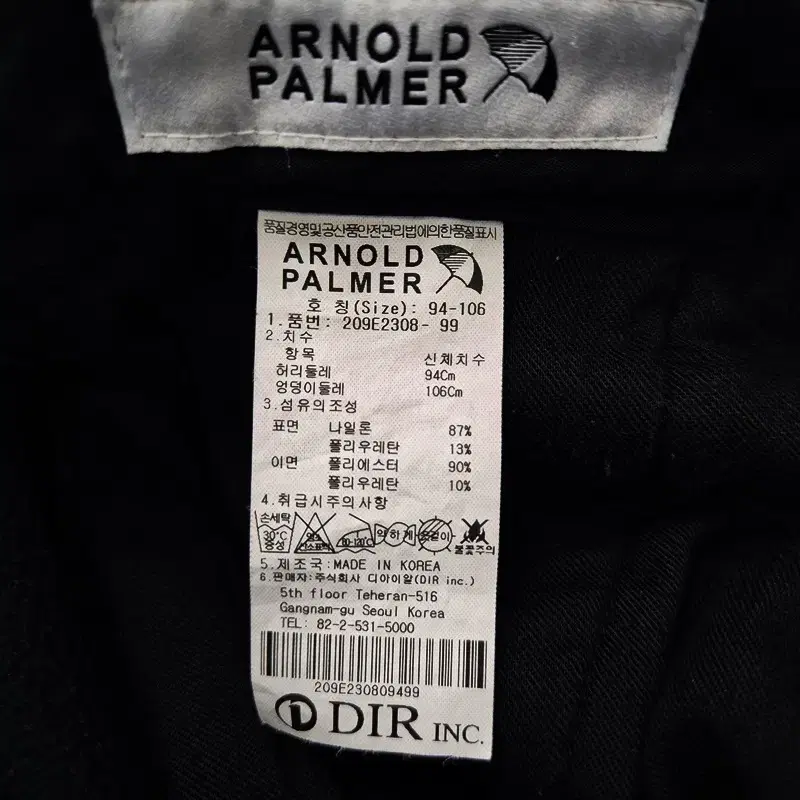 ARNOLD
PALMER
품질경영및공산품안전관리법에의한품질표시
ARNOLD
PALMER
호 칭(Size): 94-106
1.품번: 209E2308- 99
2.치수
항목 신체치수
허리둘레 94Cm
엉덩이둘레 106Cm
3.섬유의조성
표면 나일론 87%
폴리우레탄 13%
이면 폴리에스터 90%
폴리우레탄 10%
4.취급시주의사항
손세탁
30℃ 80-120℃ 약하게
중성 불꽃주의
5.제조국:MADE IN KOREA
6.판매자:주식회사 디아이알(DIR inc.)
5th floor Teheran-516
Gangnam-gu Seoul Korea
TEL: 82-2-531-5000
209E230809499
DIR INC.